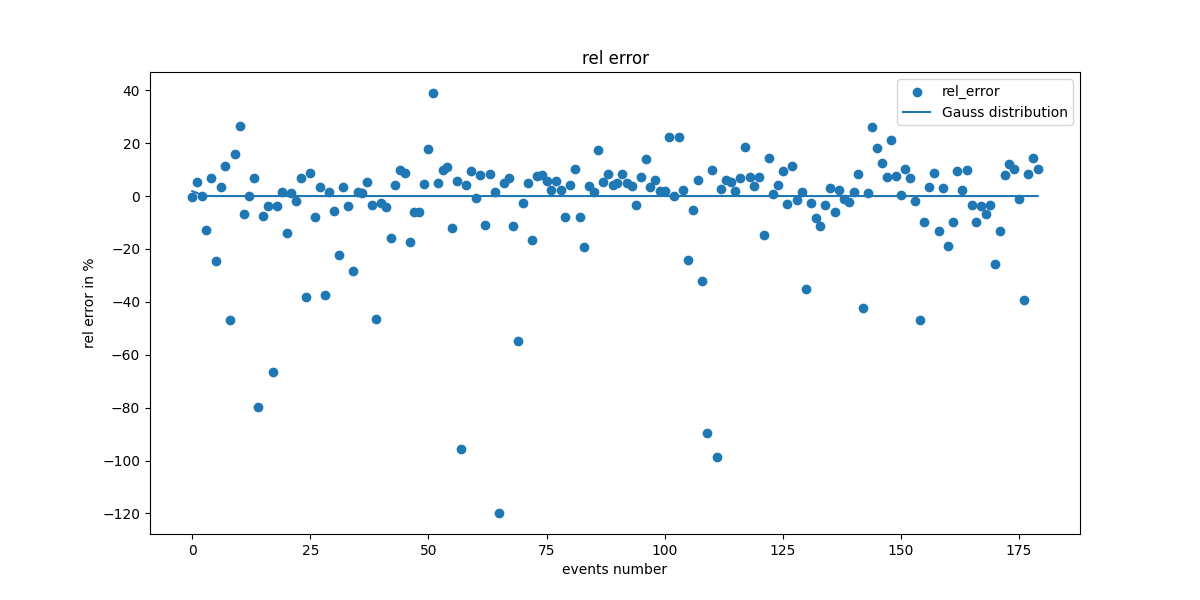 rel error
rel_error
Gauss distribution
40
20
0
−20
−40
−60
−80
−100
−120
rel error in %
0 25 50 75 100 125 150 175
events number